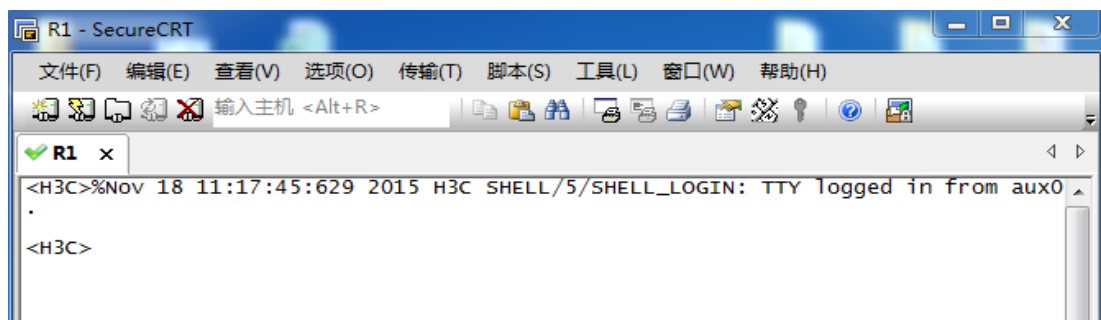 R1 - SecureCRT
文件(F) 编辑(E) 查看(V) 选项(O) 传输(T) 脚本(S) 工具(L) 窗口(W) 帮助(H)
输入主机 <Alt+R>
R1
<H3C>%Nov 18 11:17:45:629 2015 H3C SHELL/5/SHELL_LOGIN: TTY logged in from aux0
.
<H3C>